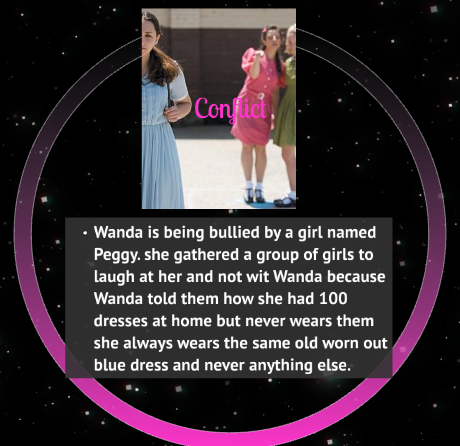 Conflict
• Wanda is being bullied by a girl named
Peggy. she gathered a group of girls to
laugh at her and not wit Wanda because
Wanda told them how she had 100
dresses at home but never wears them
she always wears the same old worn out
blue dress and never anything else.